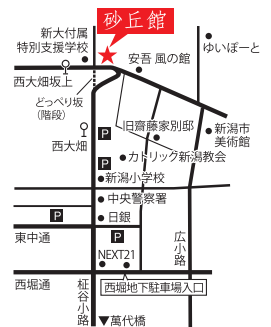 砂丘館
新大付属
特別支援学校
ゆいぽーと
安吾 風の館
西大畑坂上
どっぺり坂
(階段)
旧齋藤家別邸
新潟市
美術館
西大畑
P
カトリック新潟教会
P
新潟小学校
中央警察署
P
日銀
東中通
P
広小路
NEXT21
西堀通
西堀地下駐車場入口
柾谷小路
▼萬代橋